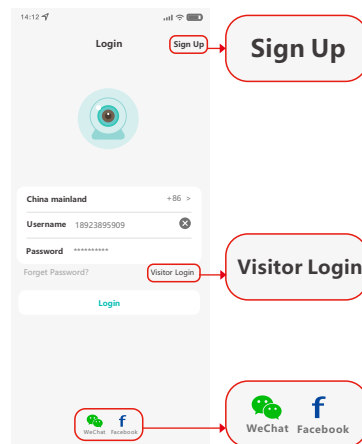 14:12
Login
Sign Up
Sign Up
China mainland +86 >
Username 18923895909
Password **********
Forget Password? Visitor Login
Visitor Login
Login
WeChat Facebook
WeChat Facebook